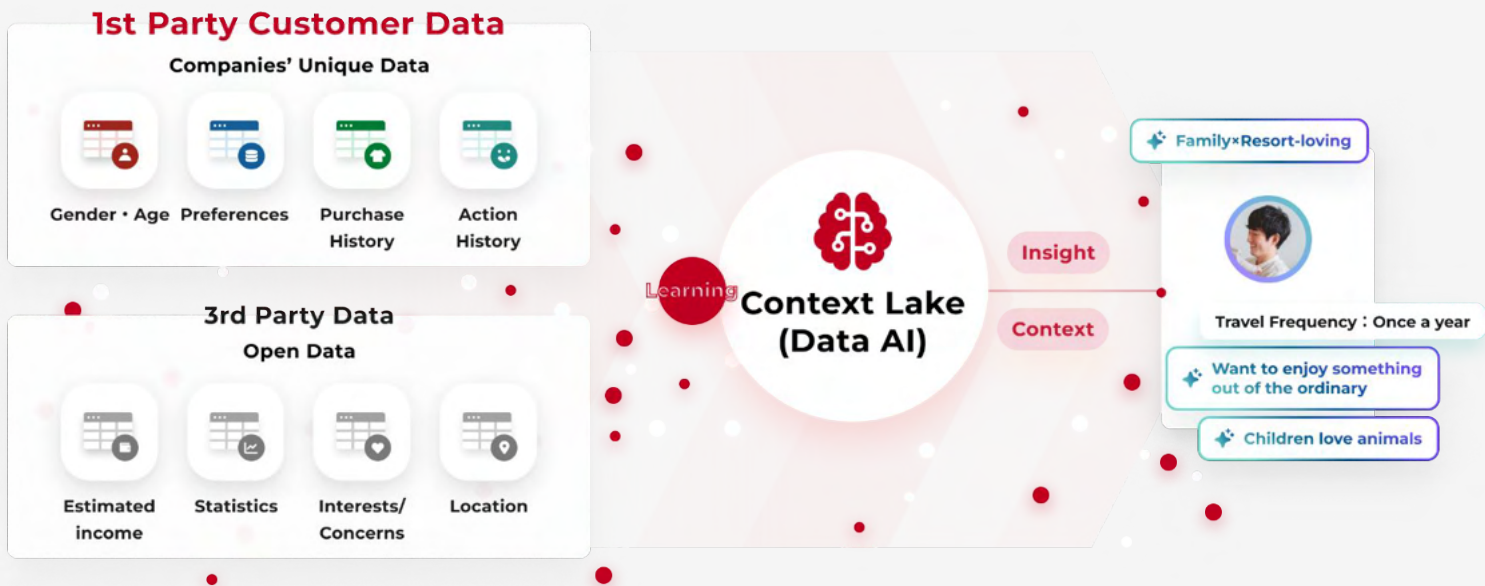 1st Party Customer Data
Companies’ Unique Data
Gender・Age
Preferences
Purchase
History
Action
History
3rd Party Data
Open Data
Estimated
income
Statistics
Interests/
Concerns
Location
Learning
Context Lake
(Data AI)
Insight
Context
Family×Resort-loving
Travel Frequency：Once a year
Want to enjoy something
out of the ordinary
Children love animals